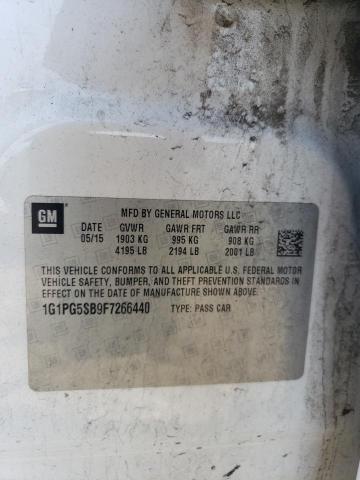 GM
MFD BY GENERAL MOTORS LLC
DATE GVWR GAWR FRT GAWR RR
05/15 1903 KG 995 KG 908 KG
4195 LB 2194 LB 2001 LB
THIS VEHICLE CONFORMS TO ALL APPLICABLE U.S. FEDERAL MOTOR
VEHICLE SAFETY, BUMPER, AND THEFT PREVENTION STANDARDS IN
EFFECT ON THE DATE OF MANUFACTURE SHOWN ABOVE.
1G1PG5SB9F7266440 TYPE: PASS CAR